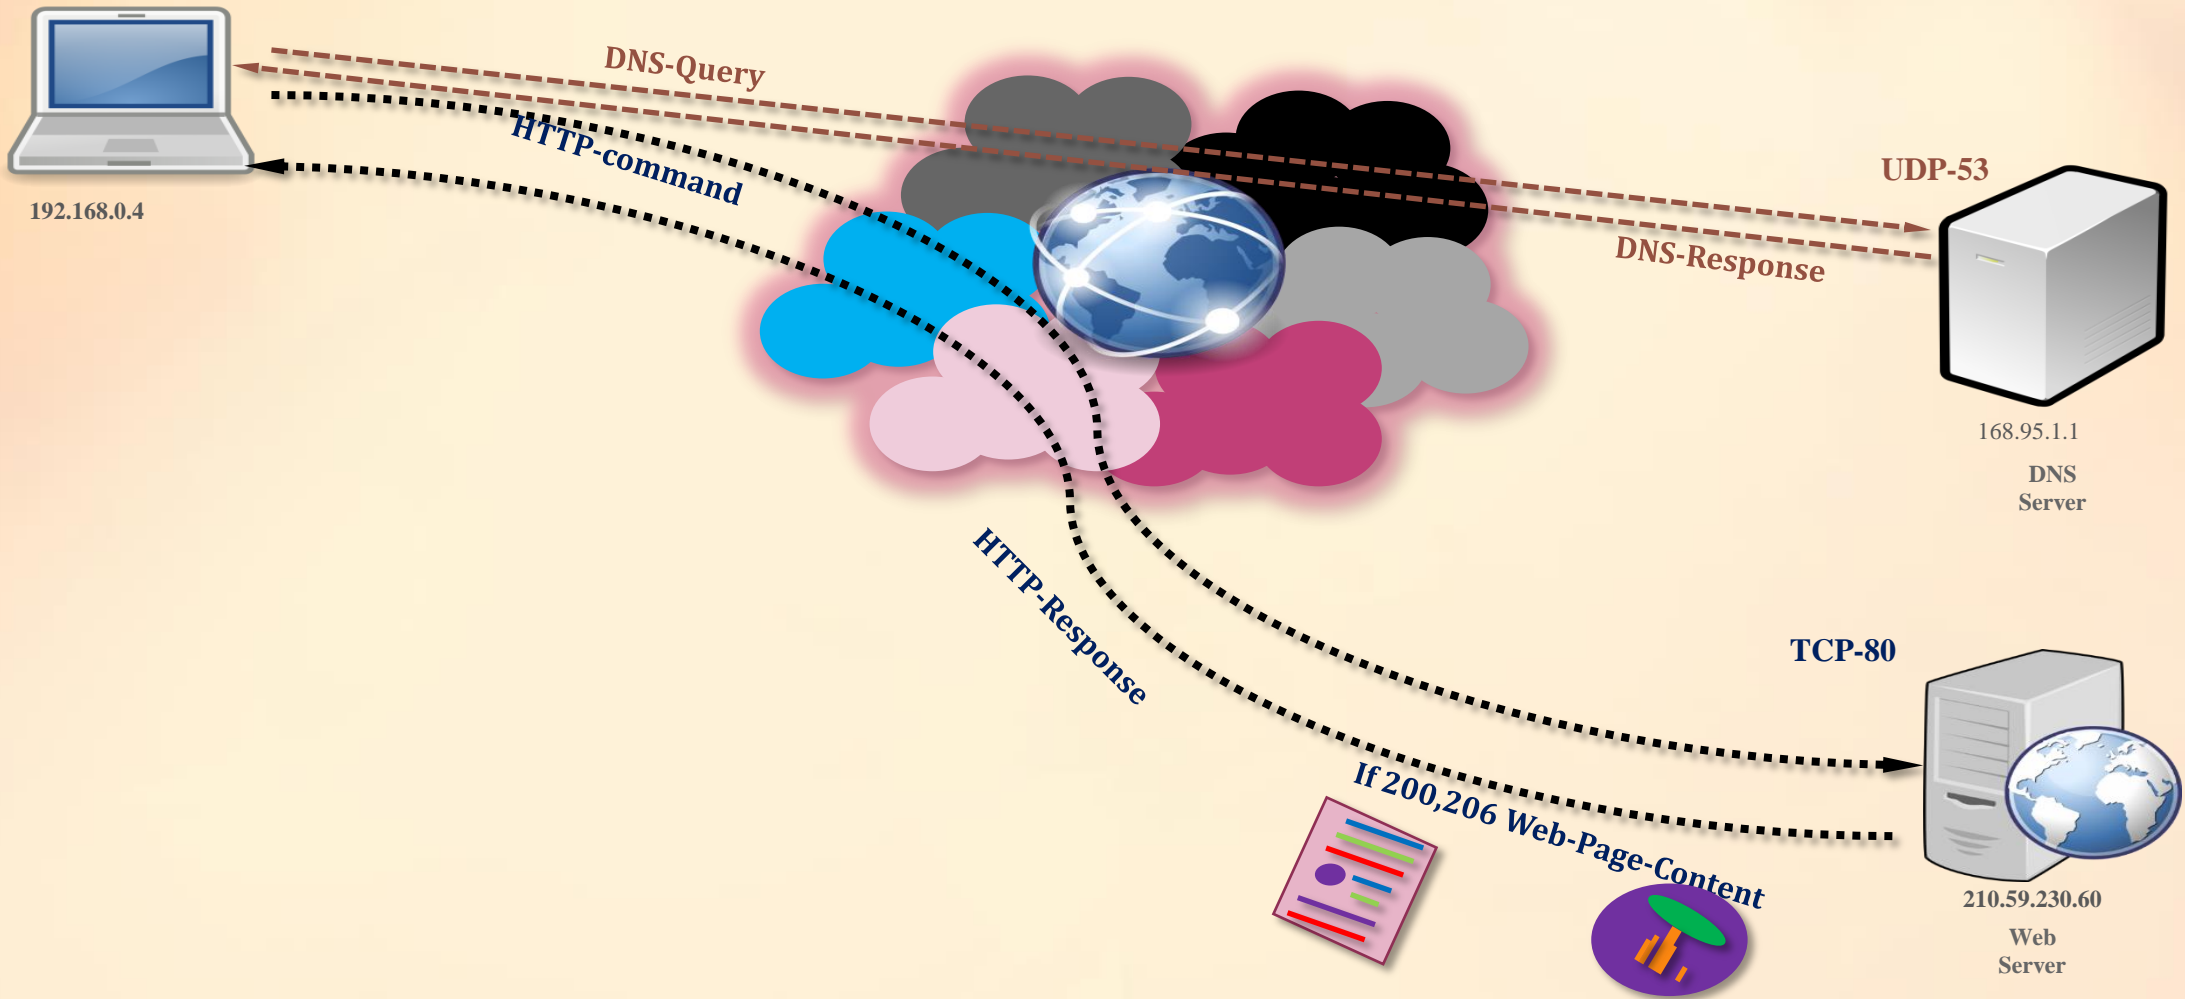 DNS-Query
HTTP-command
192.168.0.4
UDP-53
DNS-Response
168.95.1.1
DNS
Server
HTTP-Response
TCP-80
If 200,206 Web-Page-Content
210.59.230.60
Web
Server